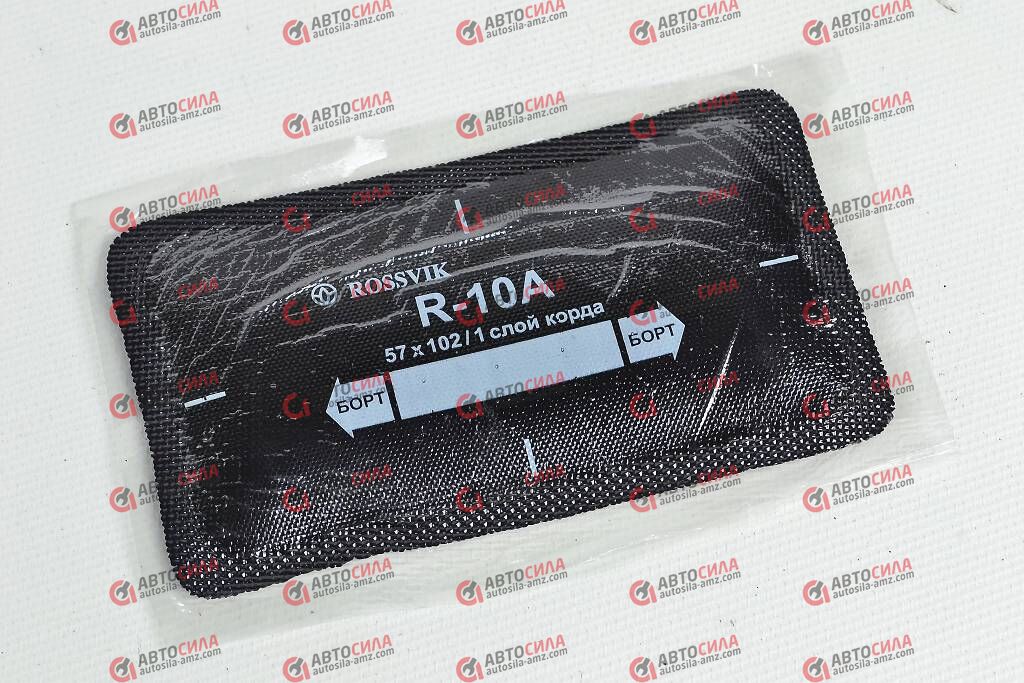 ROSSVIK
R-10A
57 x 102 / 1 слой корда
БОРТ БОРТ
АВТОСИЛА
autosila-amz.com